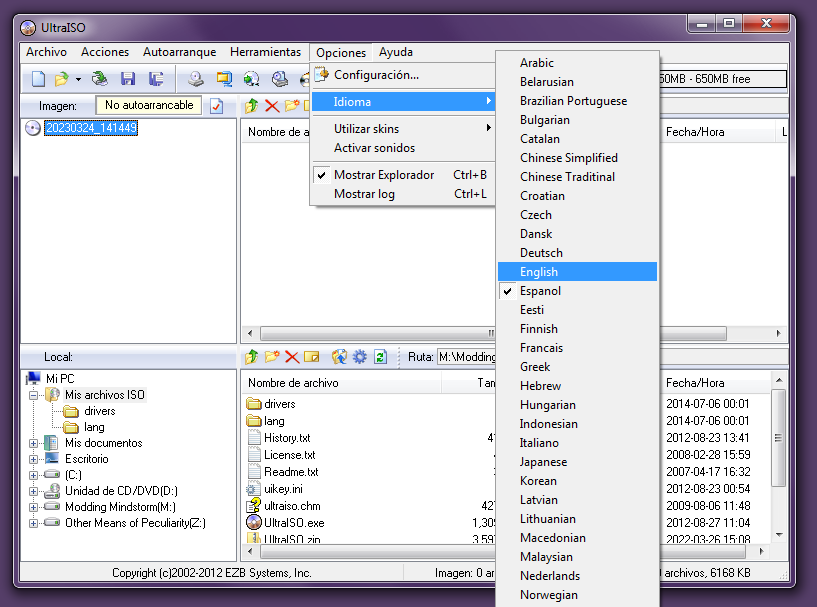 UltraISO
Archivo Acciones Autoarranque Herramientas Opciones Ayuda
50MB - 650MB free
Imagen: No autoarrancable
20230324_141449
Nombre de a Fecha/Hora L
Configuración...
Idioma
Utilizar skins
Activar sonidos
Mostrar Explorador Ctrl+B
Mostrar log Ctrl+L
Arabic
Belarusian
Brazilian Portuguese
Bulgarian
Catalan
Chinese Simplified
Chinese Traditinal
Croatian
Czech
Dansk
Deutsch
English
Espanol
Eesti
Finnish
Francais
Greek
Hebrew
Hungarian
Indonesian
Italiano
Japanese
Korean
Latvian
Lithuanian
Macedonian
Malaysian
Nederlands
Norwegian
Local:
Ruta: M:\Modding
Mi PC
Mis archivos ISO
drivers
lang
Mis documentos
Escritorio
(C:)
Unidad de CD/DVD(D:)
Modding Mindstorm(M:)
Other Means of Peculiarity(Z:)
Nombre de archivo Tan Fecha/Hora
drivers 2014-07-06 00:01
lang 2014-07-06 00:01
History.txt 2012-08-23 13:41
License.txt 2008-02-28 15:59
Readme.txt 2007-04-17 16:32
uikey.ini 2012-08-23 00:54
ultraiso.chm 427 2009-08-06 11:48
UltraISO.exe 1,309 2012-08-27 11:04
UltraISO.zip 3,597 2022-03-26 15:08
Copyright (c)2002-2012 EZB Systems, Inc. Imagen: 0 ar 0 archivos, 6168 KB